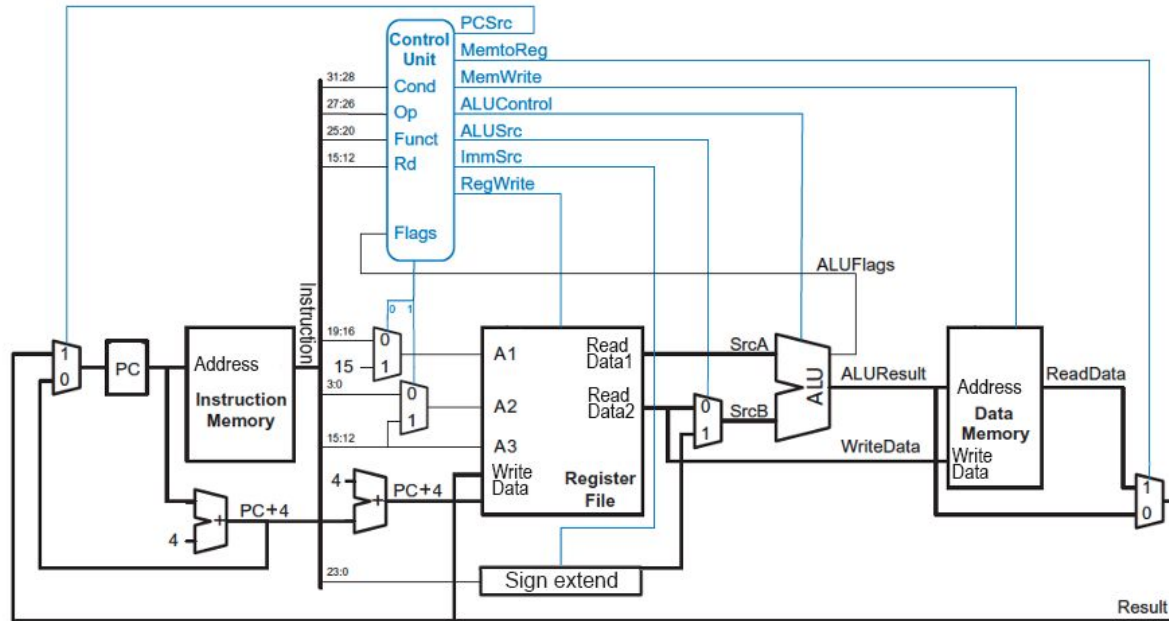 PCSrc
Control
Unit
MemtoReg
MemWrite
ALUControl
ALUSrc
ImmSrc
RegWrite
31:28
Cond
27:26
Op
25:20
Funct
15:12
Rd
Flags
ALUFlags
0 1
Instruction
19:16
0
15
1
3:0
0
1
15:12
1
0
PC
Address
Instruction
Memory
4
+
PC+4
4
+
PC+4
A1
A2
A3
Write
Data
Read
Data1
Read
Data2
Register
File
SrcA
0
1
SrcB
ALU
ALUResult
WriteData
Address
Data
Memory
Write
Data
ReadData
1
0
23:0
Sign extend
Result